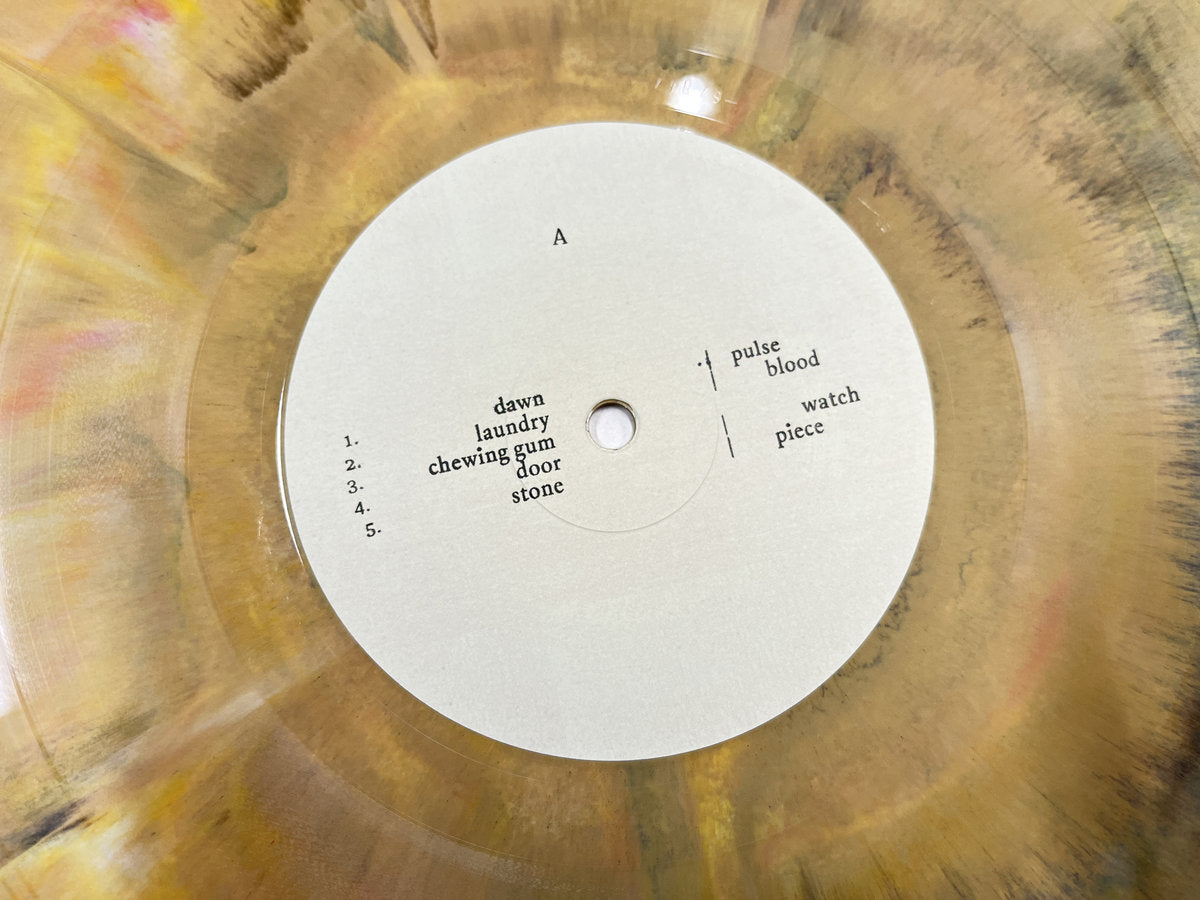 A
1.
2.
3.
4.
5.
dawn
laundry
chewing gum
door
stone
pulse
blood
watch
piece